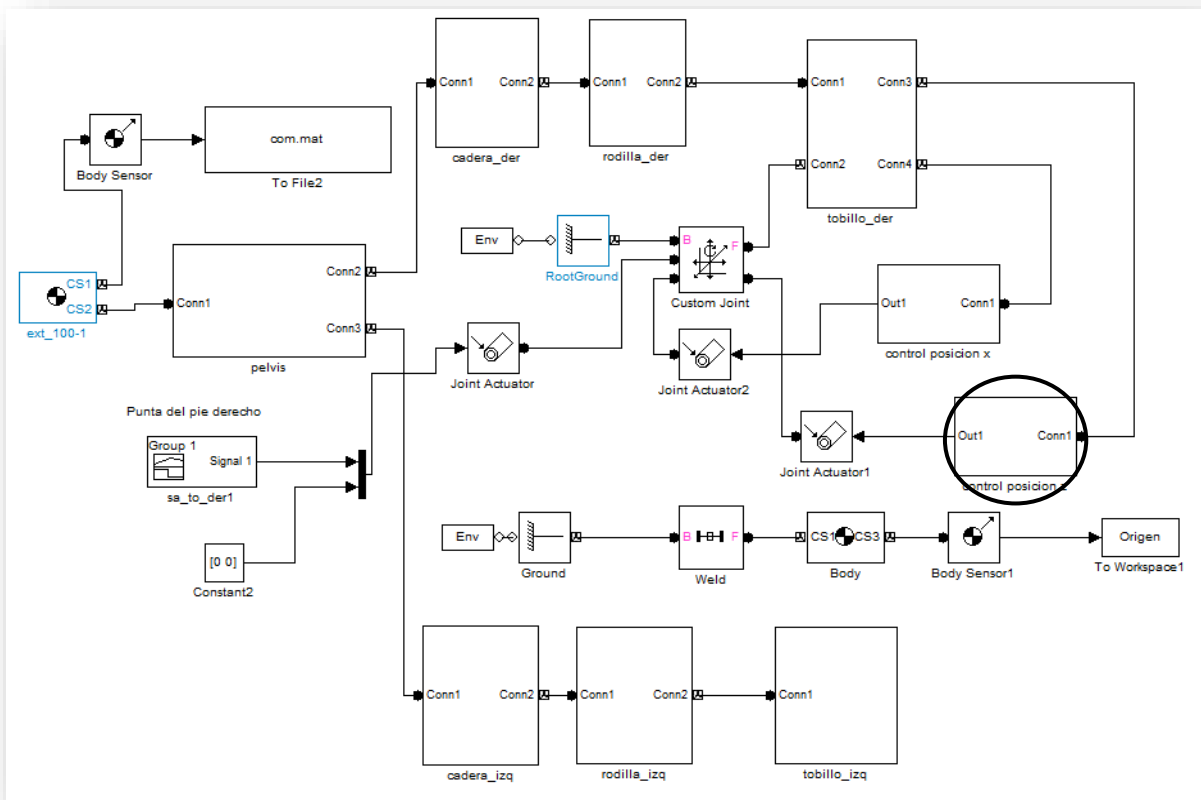 Conn1
Conn2
cadera_der
Conn1
Conn2
rodilla_der
Conn1
Conn3
Conn2
Conn4
tobillo_der
Body Sensor
com.mat
To File2
Env
RootGround
B
F
Custom Joint
CS1
CS2
ext_100-1
Conn1
Conn2
Conn3
pelvis
Joint Actuator
Joint Actuator2
Out1
Conn1
control posicion x
Punta del pie derecho
Group 1
Signal 1
sa_to_der1
Joint Actuator1
Out1
Conn1
control posicion
[0 0]
Constant2
Env
Ground
B
F
Weld
CS1
CS3
Body
Body Sensor1
Origen
To Workspace1
Conn1
Conn2
cadera_izq
Conn1
Conn2
rodilla_izq
Conn1
tobillo_izq